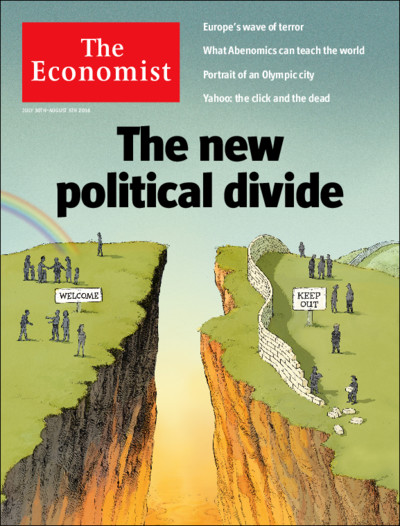 The
Economist
Europe's wave of terror
What Abenomics can teach the world
Portrait of an Olympic city
Yahoo: the click and the dead
JULY 30TH–AUGUST 5TH 2016
The new
political divide
WELCOME
KEEP
OUT